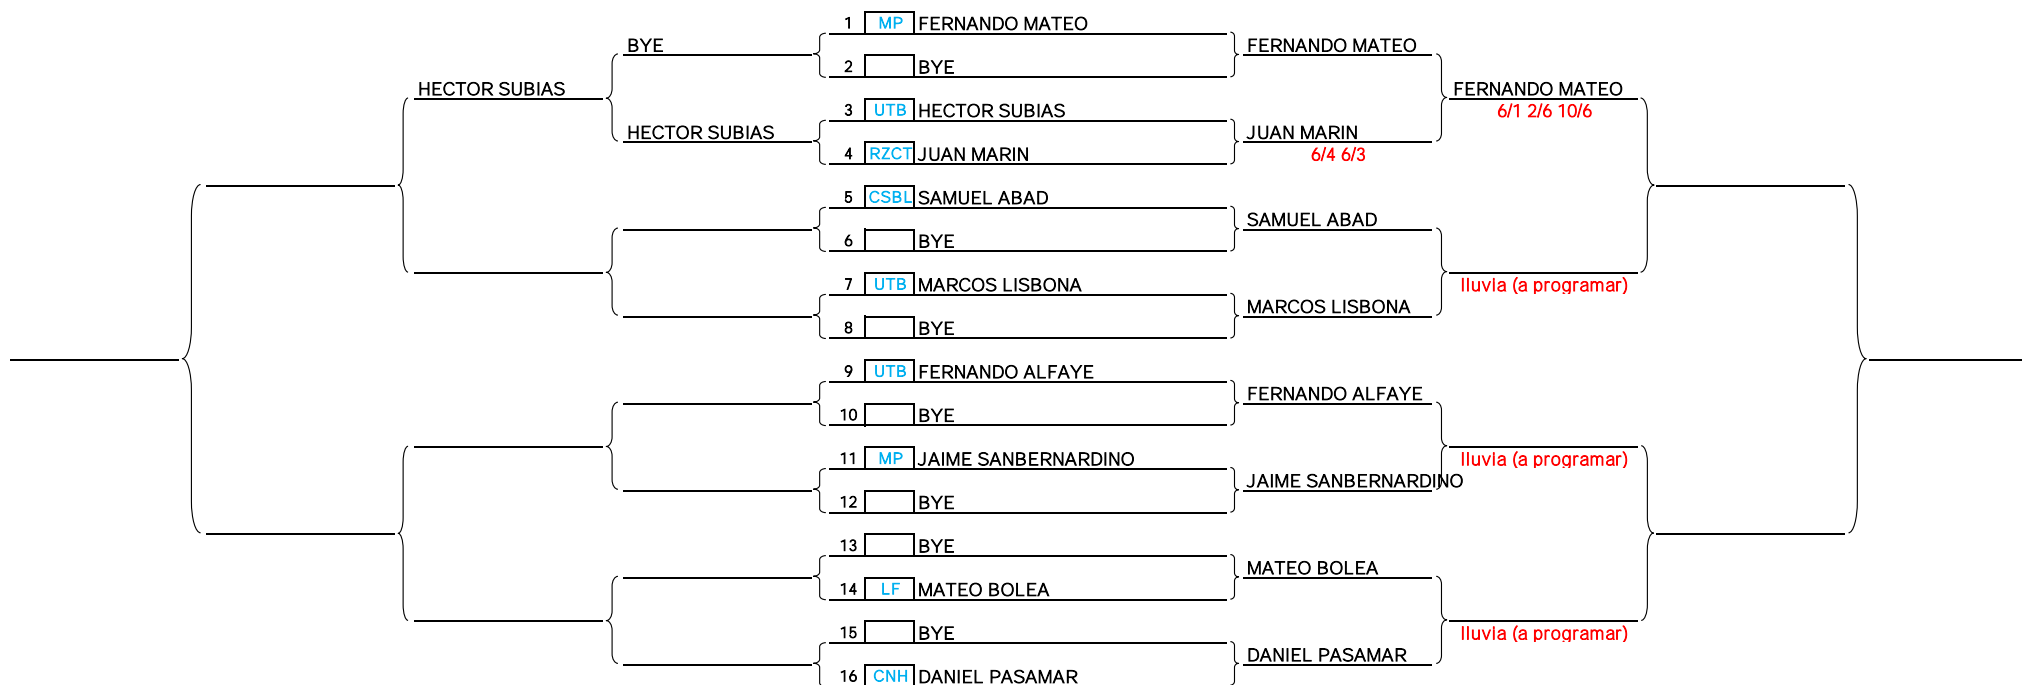 1 MP FERNANDO MATEO
BYE FERNANDO MATEO
2 BYE
HECTOR SUBIAS FERNANDO MATEO
3 UTB HECTOR SUBIAS 6/1 2/6 10/6
HECTOR SUBIAS JUAN MARIN
4 RZCT JUAN MARIN 6/4 6/3
5 CSBL SAMUEL ABAD
SAMUEL ABAD
6 BYE
7 UTB MARCOS LISBONA lluvia (a programar)
MARCOS LISBONA
8 BYE
9 UTB FERNANDO ALFAYE
FERNANDO ALFAYE
10 BYE
11 MP JAIME SANBERNARDINO lluvia (a programar)
JAIME SANBERNARDINO
12 BYE
13 BYE
MATEO BOLEA
14 LF MATEO BOLEA
15 BYE lluvia (a programar)
DANIEL PASAMAR
16 CNH DANIEL PASAMAR